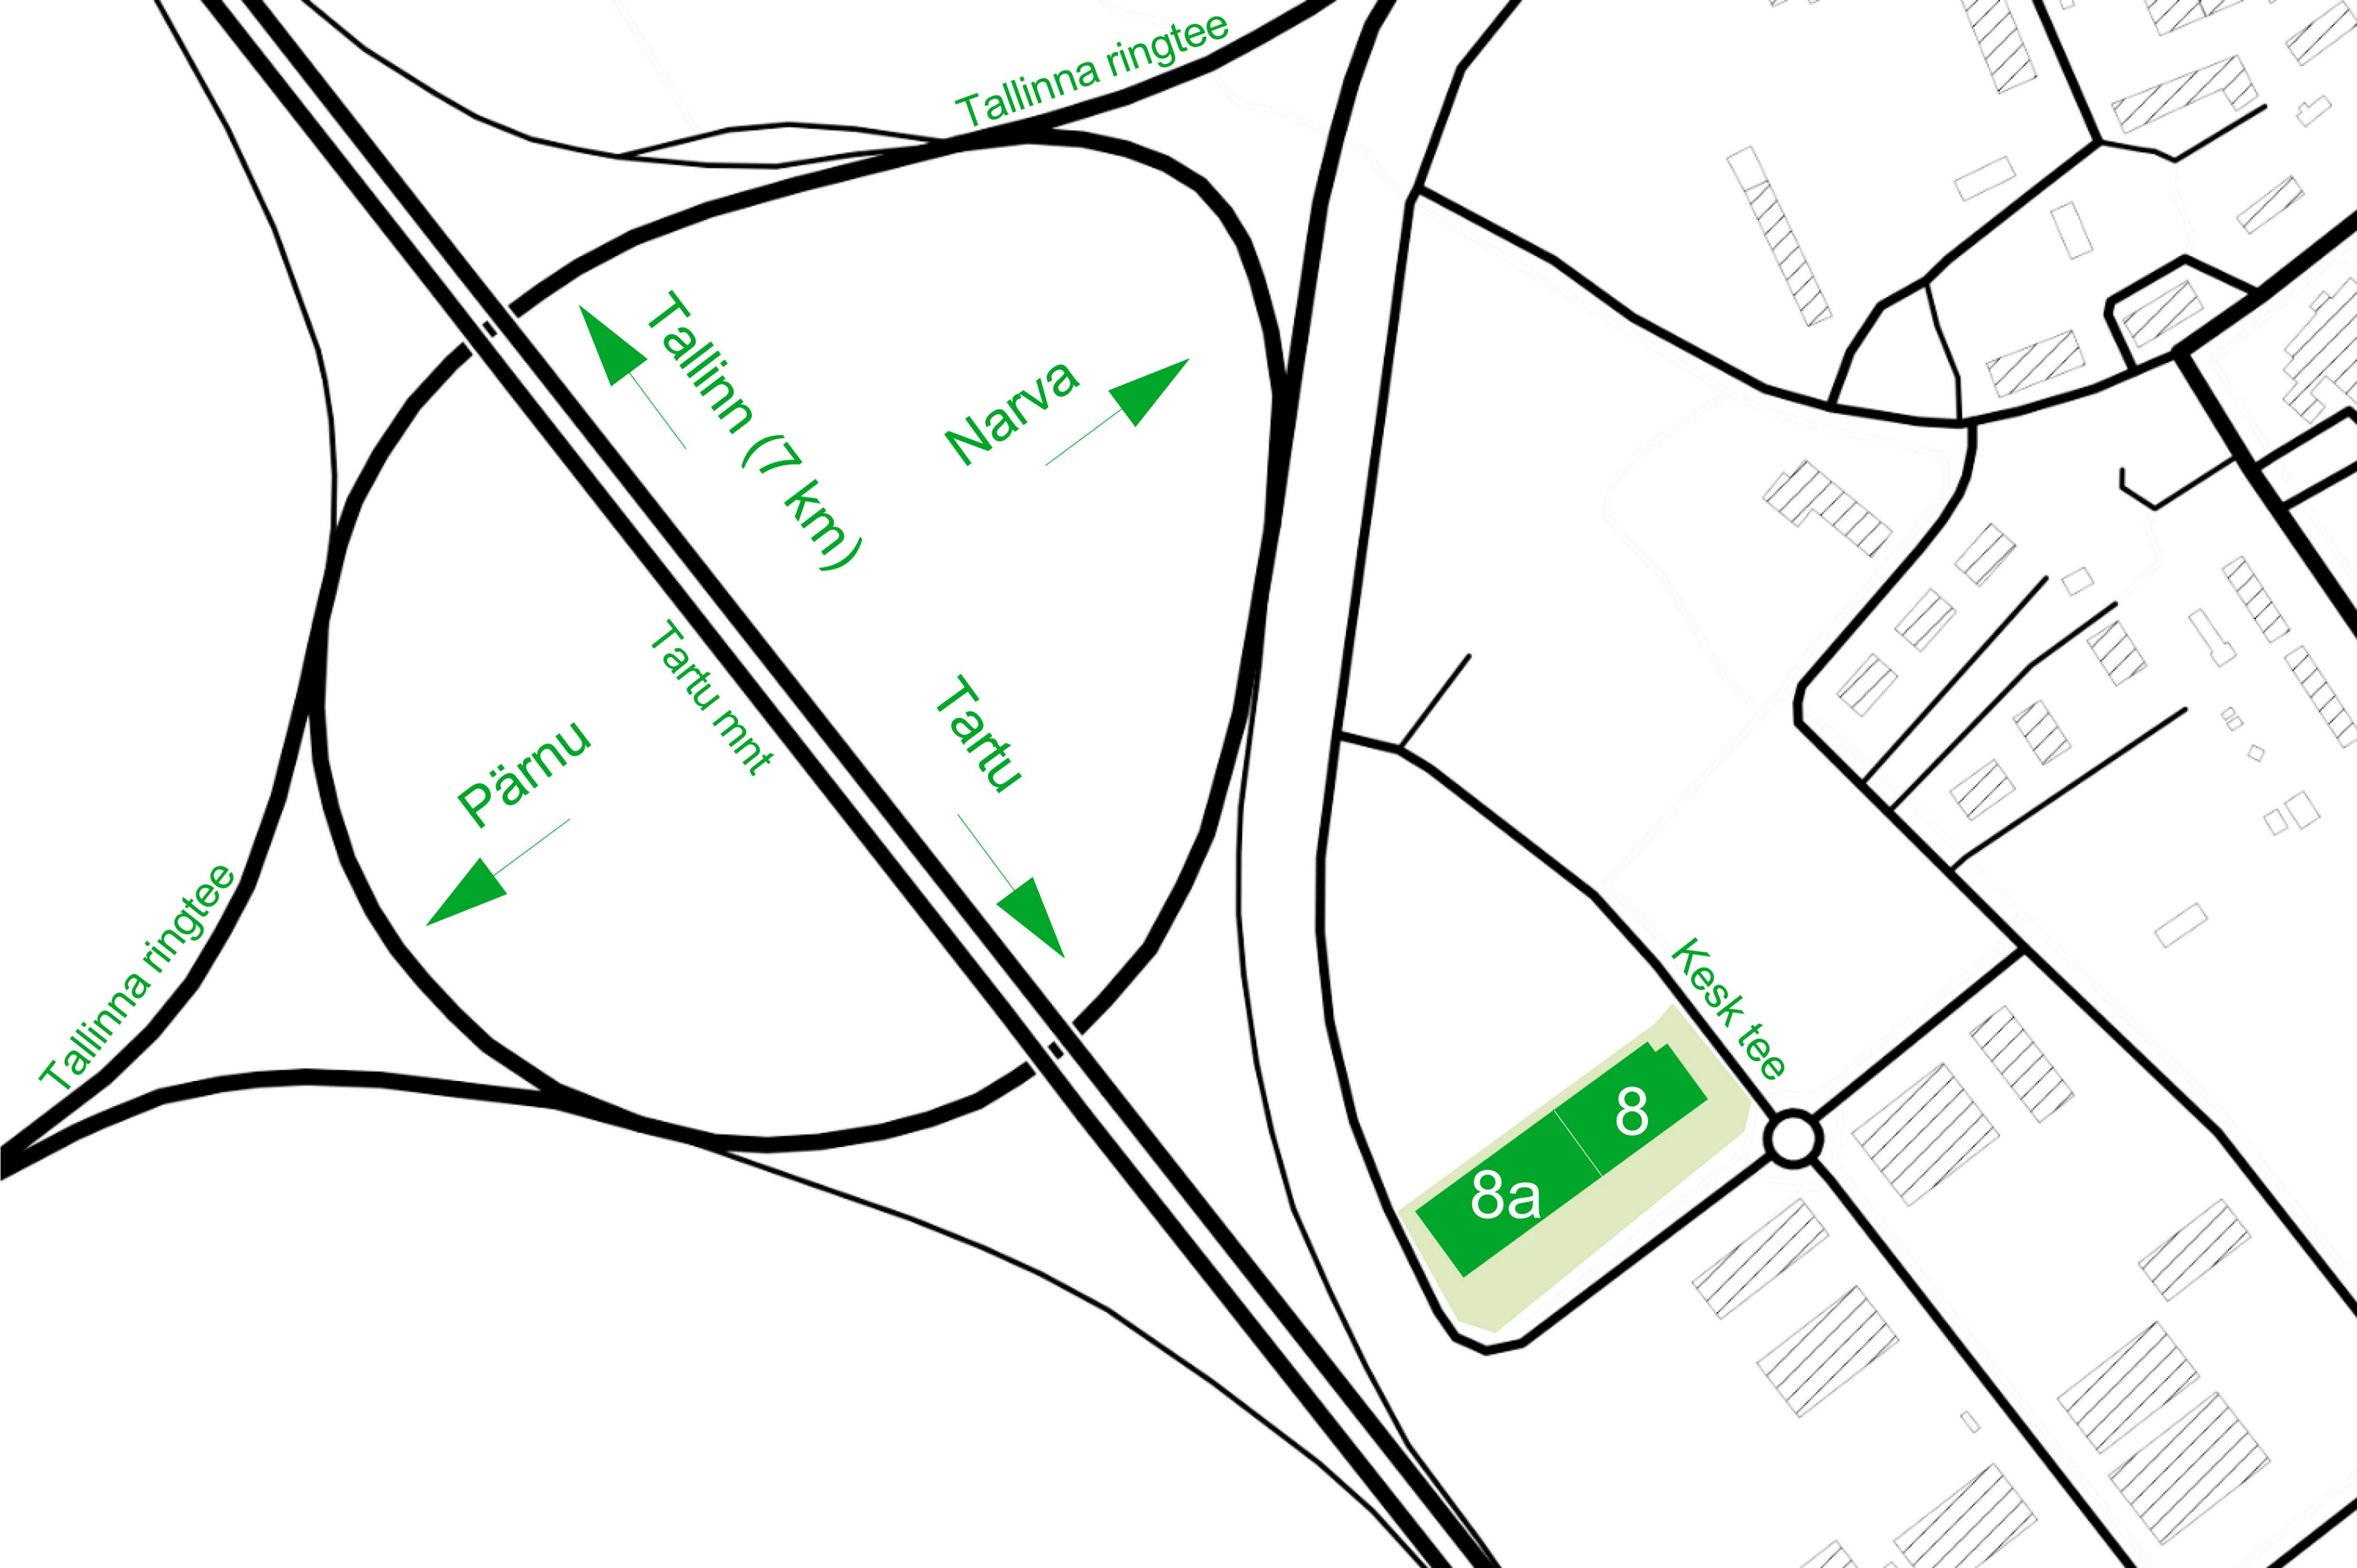 Tallinna ringtee
Tallinn (7 km)
Narva
Tartu mnt
Tartu
Pärnu
Tallinna ringtee
Kesk tee
8
8a